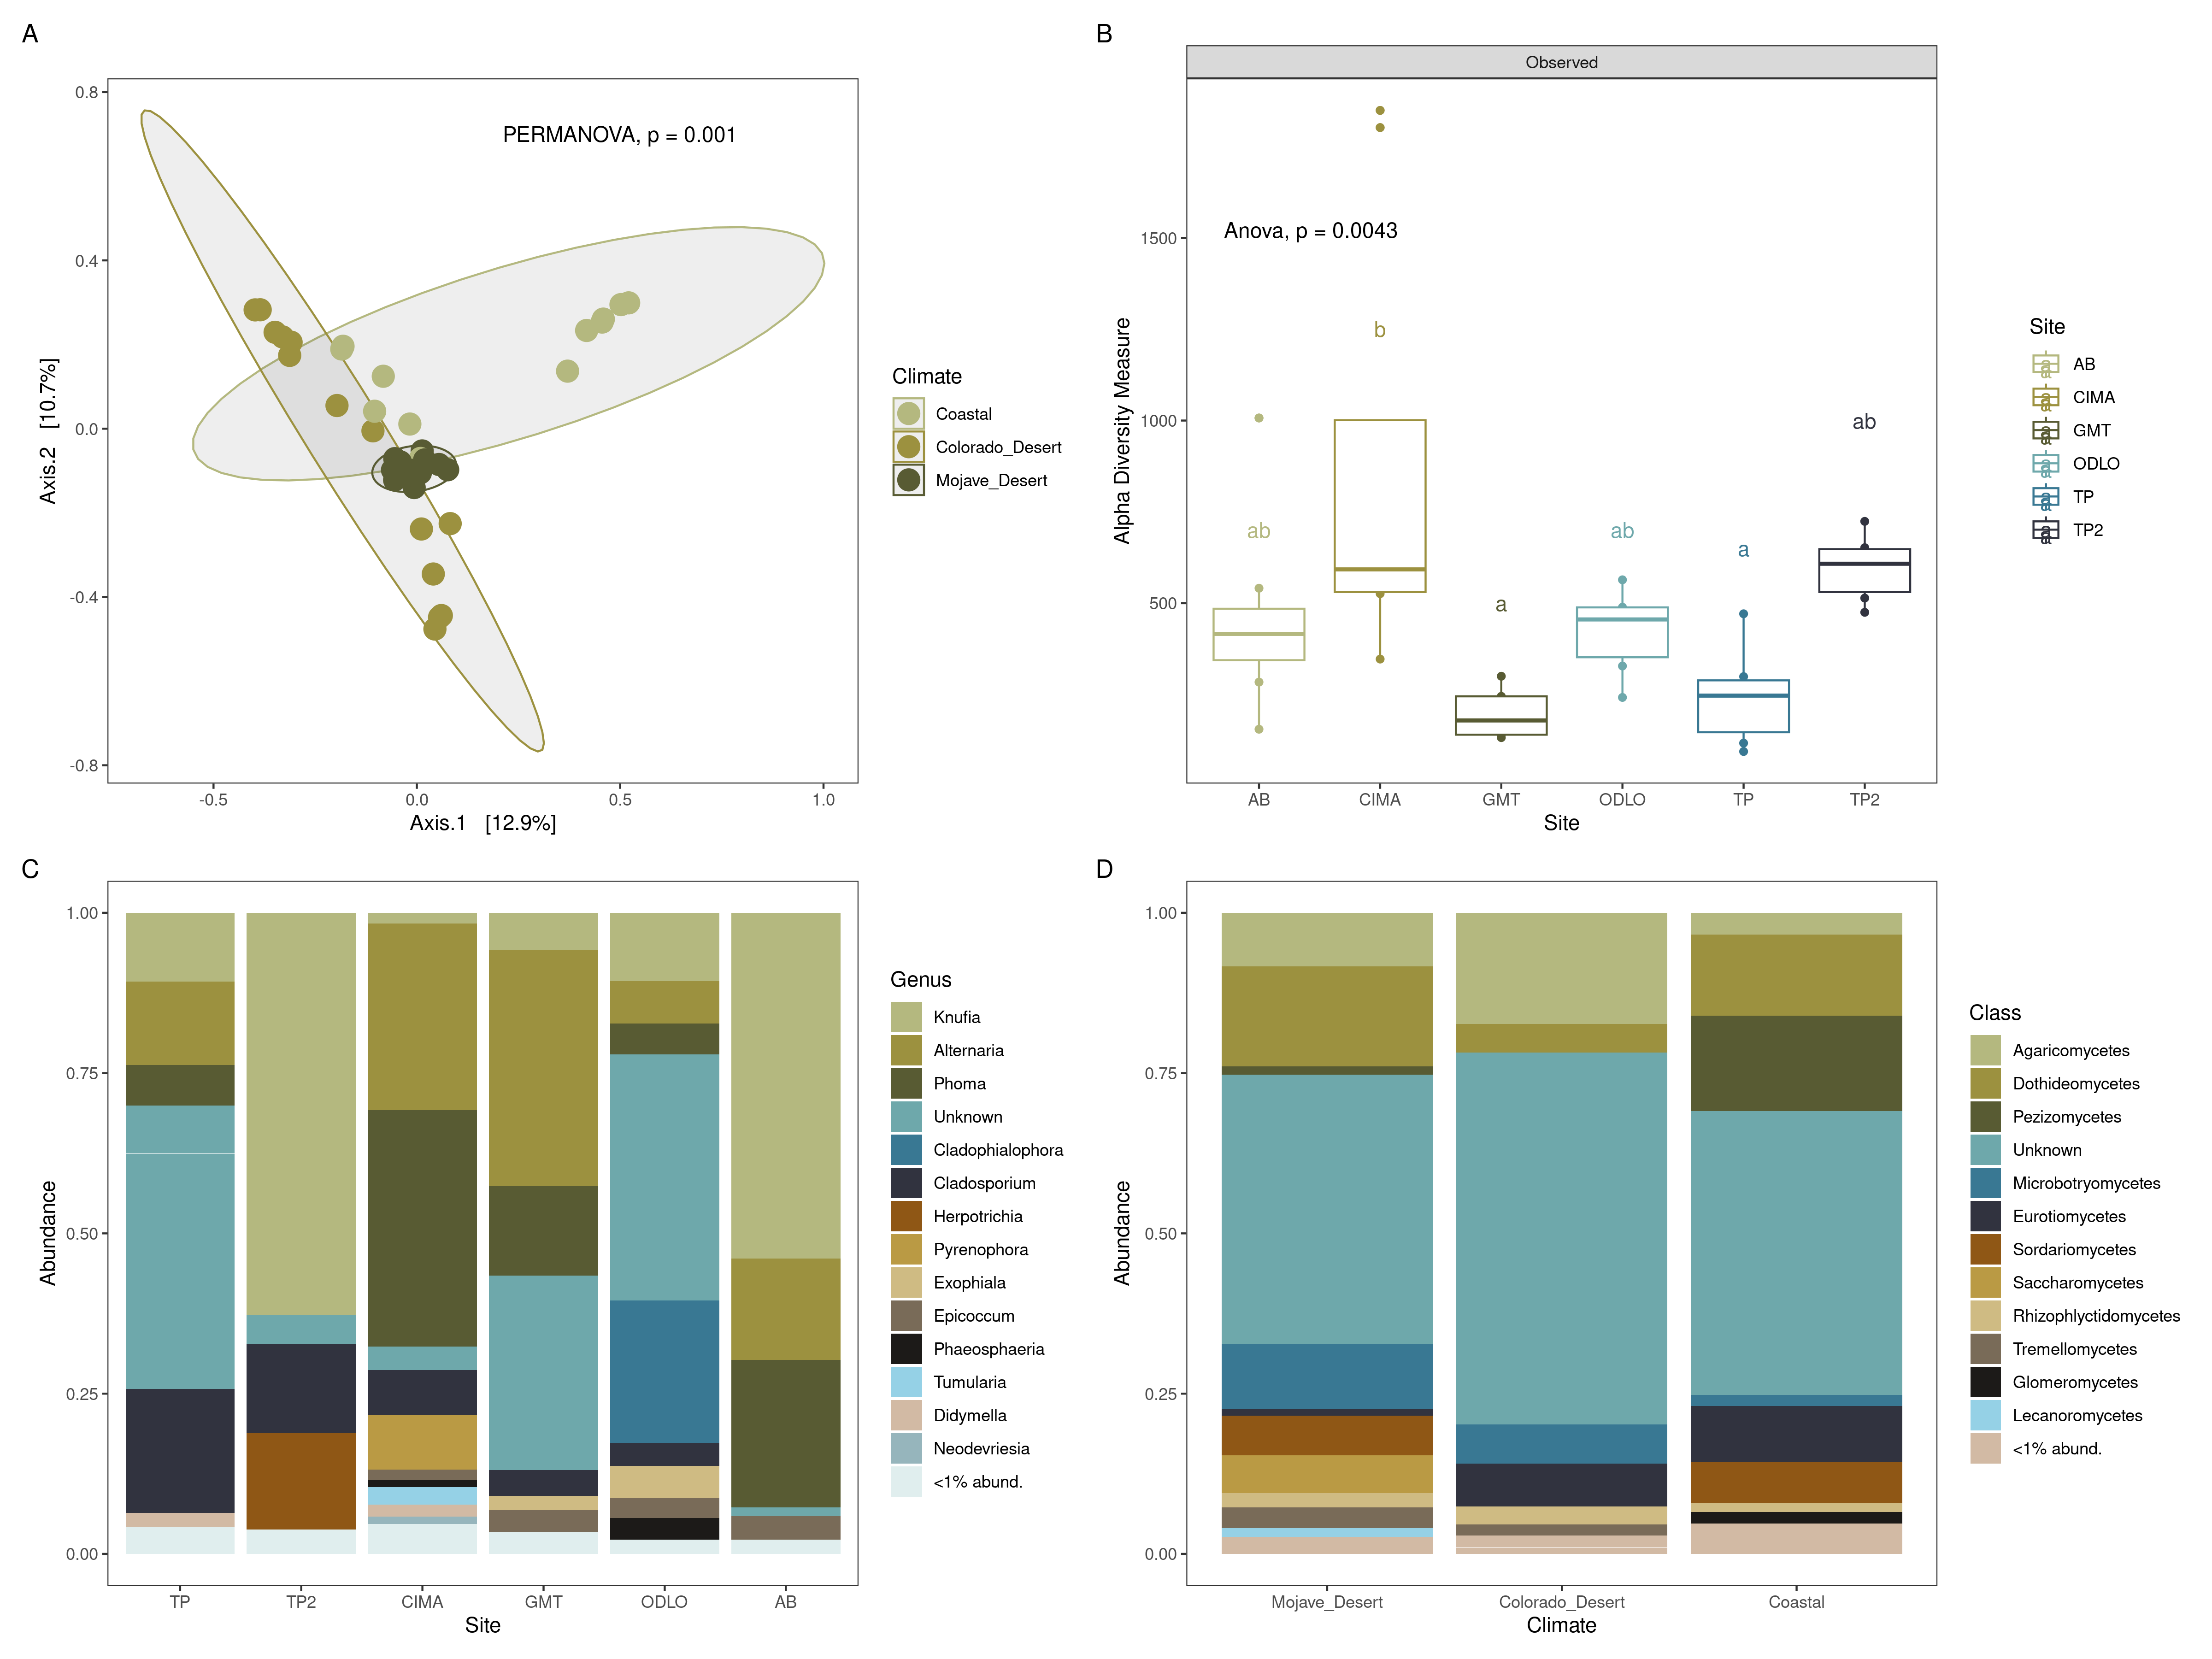 A
0.8
0.4
0.0
-0.4
-0.8
Axis.2 [10.7%]
PERMANOVA, p = 0.001
-0.5
0.0
0.5
1.0
Axis.1 [12.9%]
Climate
Coastal
Colorado_Desert
Mojave_Desert
B
Observed
1500
1000
500
Alpha Diversity Measure
Anova, p = 0.0043
ab
b
a
ab
a
ab
AB
CIMA
GMT
ODLO
TP
TP2
Site
Site
AB
CIMA
GMT
ODLO
TP
TP2
C
1.00
0.75
0.50
0.25
0.00
Abundance
TP
TP2
CIMA
GMT
ODLO
AB
Site
Genus
Knufia
Alternaria
Phoma
Unknown
Cladophialophora
Cladosporium
Herpotrichia
Pyrenophora
Exophiala
Epicoccum
Phaeosphaeria
Tumularia
Didymella
Neodevriesia
<1% abund.
D
1.00
0.75
0.50
0.25
0.00
Abundance
Mojave_Desert
Colorado_Desert
Coastal
Climate
Class
Agaricomycetes
Dothideomycetes
Pezizomycetes
Unknown
Microbotryomycetes
Eurotiomycetes
Sordariomycetes
Saccharomycetes
Rhizophlyctidomycetes
Tremellomycetes
Glomeromycetes
Lecanoromycetes
<1% abund.